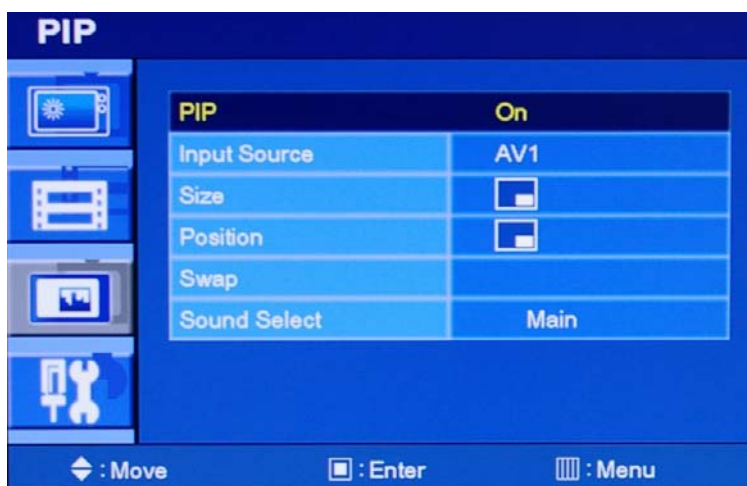 PIP
PIP On
Input Source AV1
Size
Position
Swap
Sound Select Main
: Move : Enter : Menu